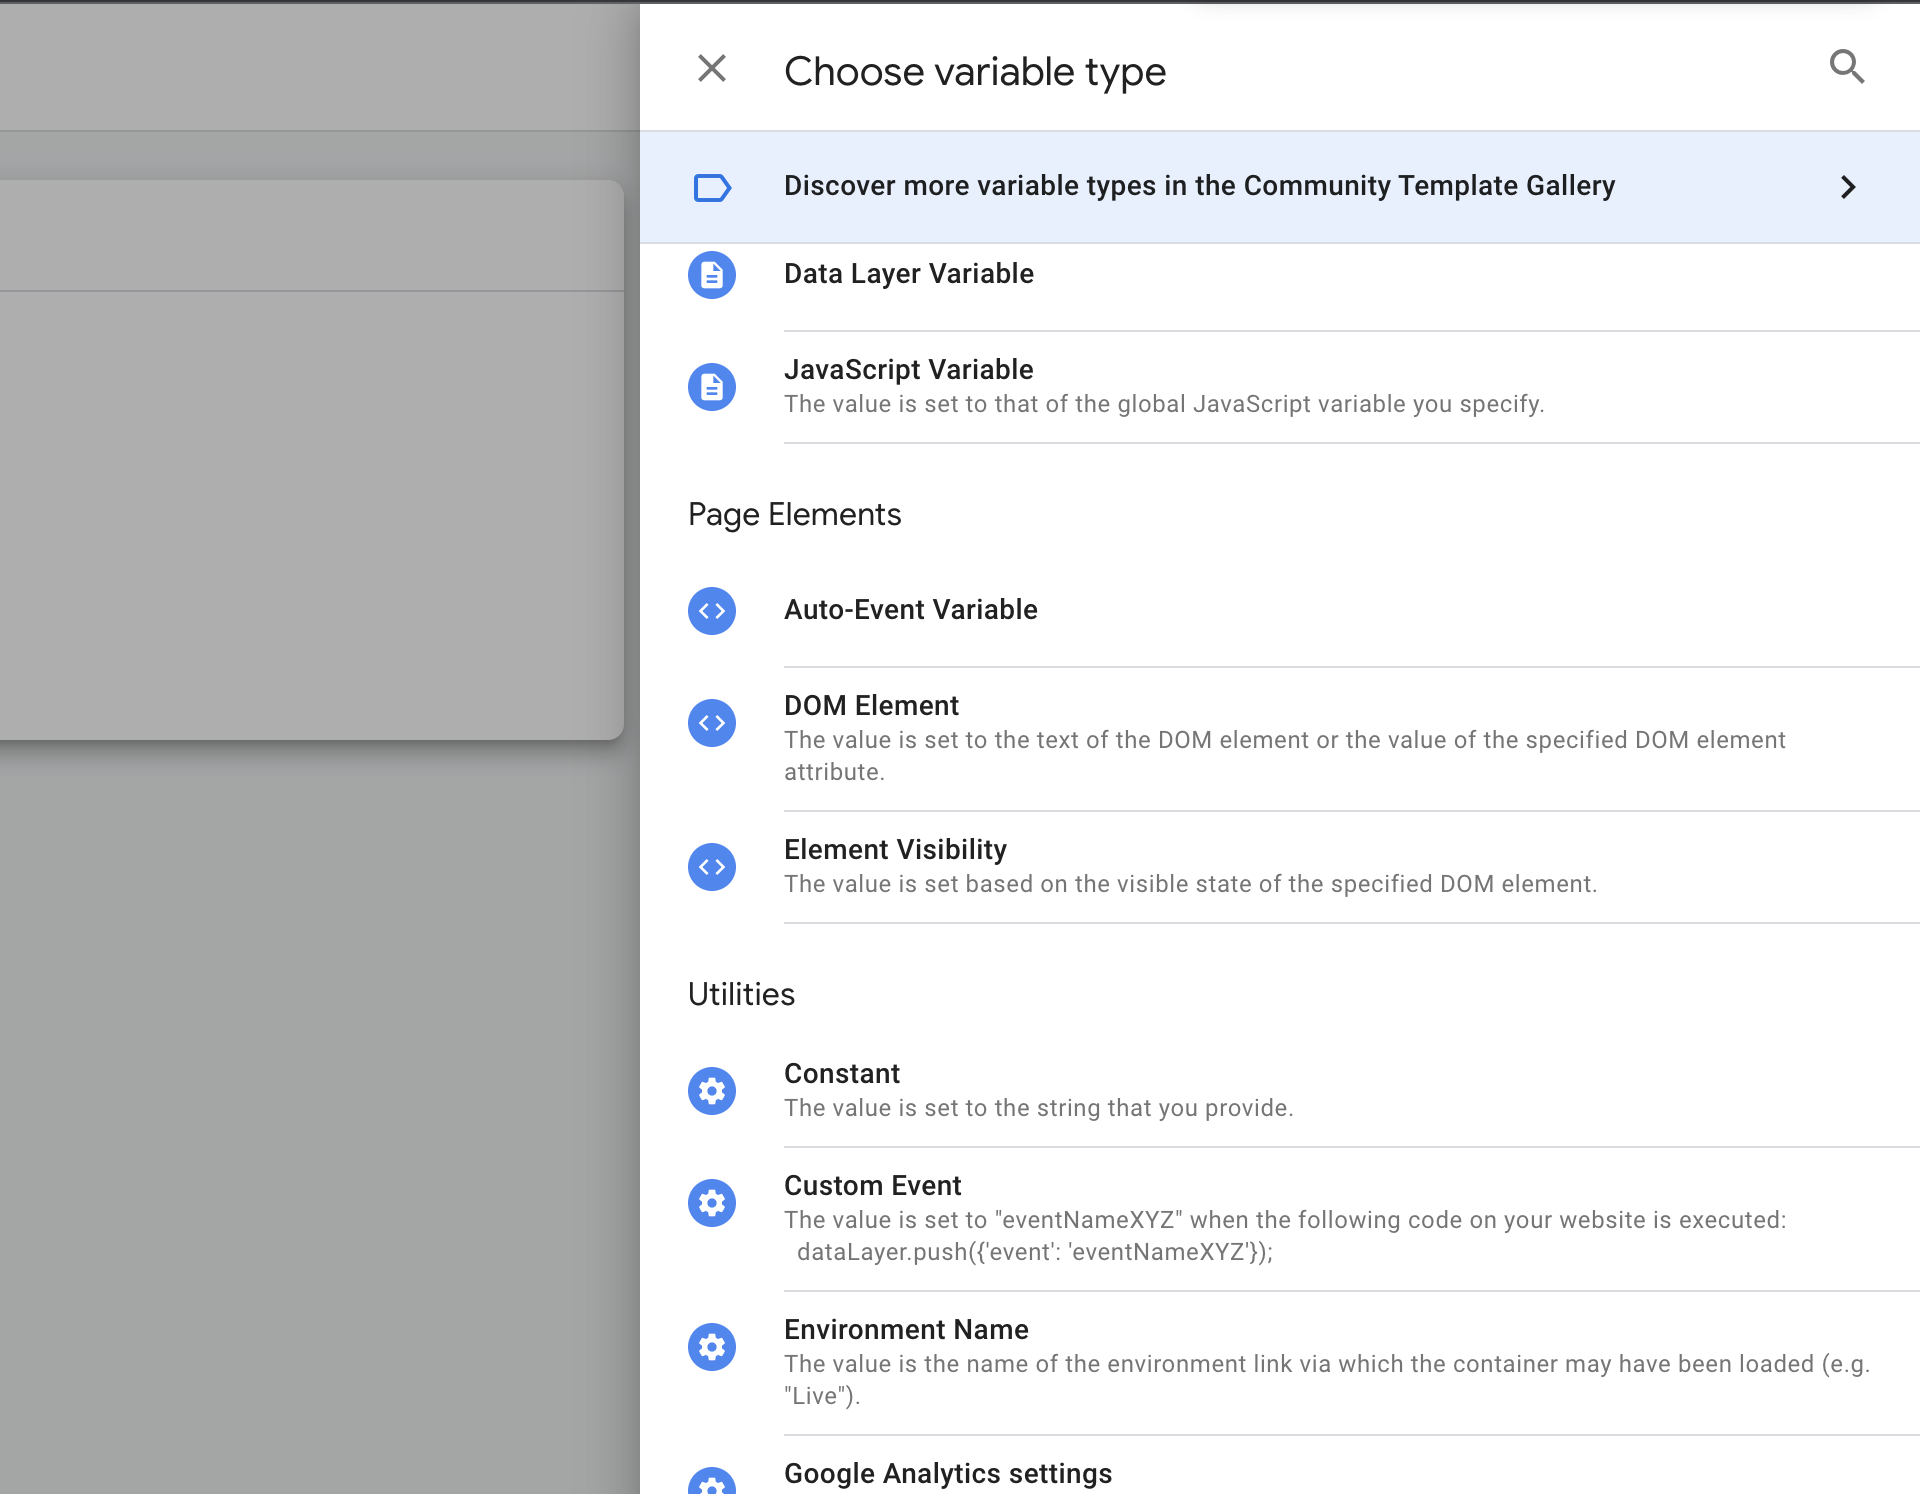 Choose variable type
Discover more variable types in the Community Template Gallery
Data Layer Variable
JavaScript Variable
The value is set to that of the global JavaScript variable you specify.
Page Elements
Auto-Event Variable
DOM Element
The value is set to the text of the DOM element or the value of the specified DOM element
attribute.
Element Visibility
The value is set based on the visible state of the specified DOM element.
Utilities
Constant
The value is set to the string that you provide.
Custom Event
The value is set to "eventNameXYZ" when the following code on your website is executed:
dataLayer.push({'event': 'eventNameXYZ'});
Environment Name
The value is the name of the environment link via which the container may have been loaded (e.g.
"Live").
Google Analytics settings